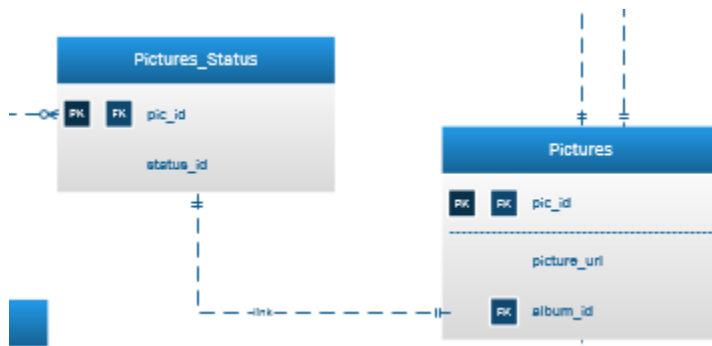 Pictures_Status
PK FK pic_id
status_id
Pictures
PK FK pic_id
picture_url
link
FK album_id